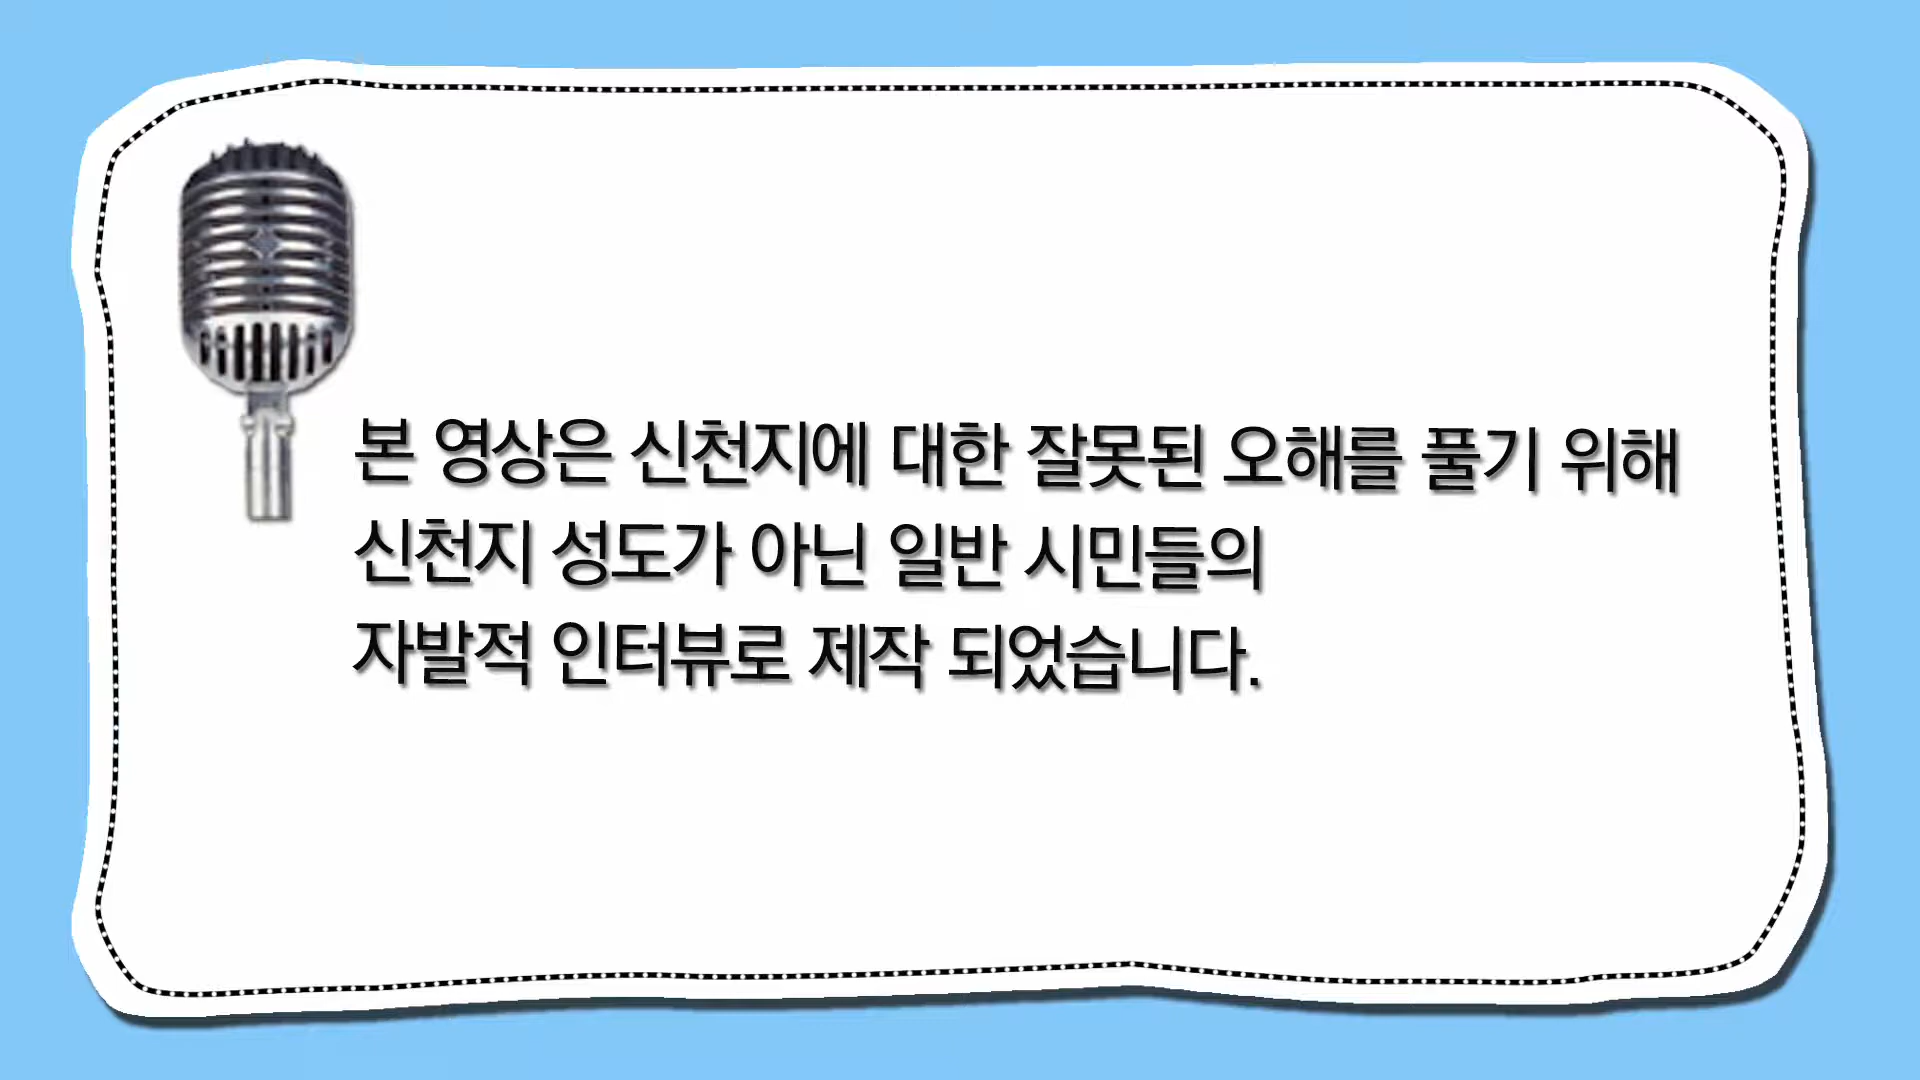 본 영상은 신천지에 대한 잘못된 오해를 풀기 위해
신천지 성도가 아닌 일반 시민들의
자발적 인터뷰로 제작 되었습니다.